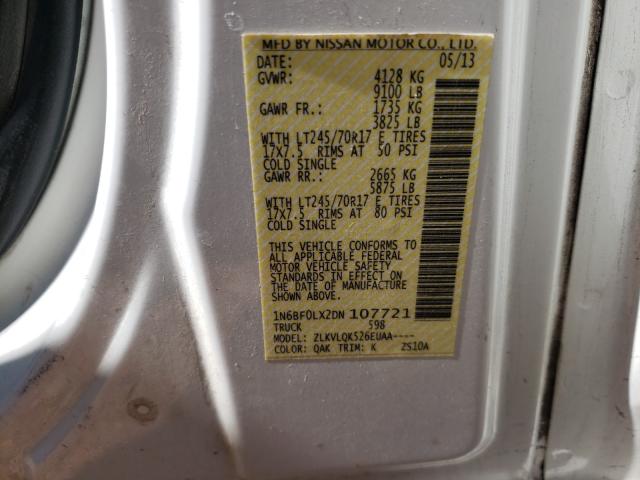 MFD BY NISSAN MOTOR CO., LTD.
DATE: 05/13
GVWR: 4128 KG
9100 LB
GAWR FR.: 1735 KG
3825 LB
WITH LT245/70R17 E TIRES
17X7.5 RIMS AT 50 PSI
COLD SINGLE
GAWR RR.: 2665 KG
5875 LB
WITH LT245/70R17 E TIRES
17X7.5 RIMS AT 80 PSI
COLD SINGLE
THIS VEHICLE CONFORMS TO
ALL APPLICABLE FEDERAL
MOTOR VEHICLE SAFETY
STANDARDS IN EFFECT ON
THE DATE OF MANUFACTURE
SHOWN ABOVE.
1N6BF0LX2DN 107721
TRUCK 598
MODEL: ZLKVLQK526EUAA----
COLOR: QAK TRIM: K ZS10A